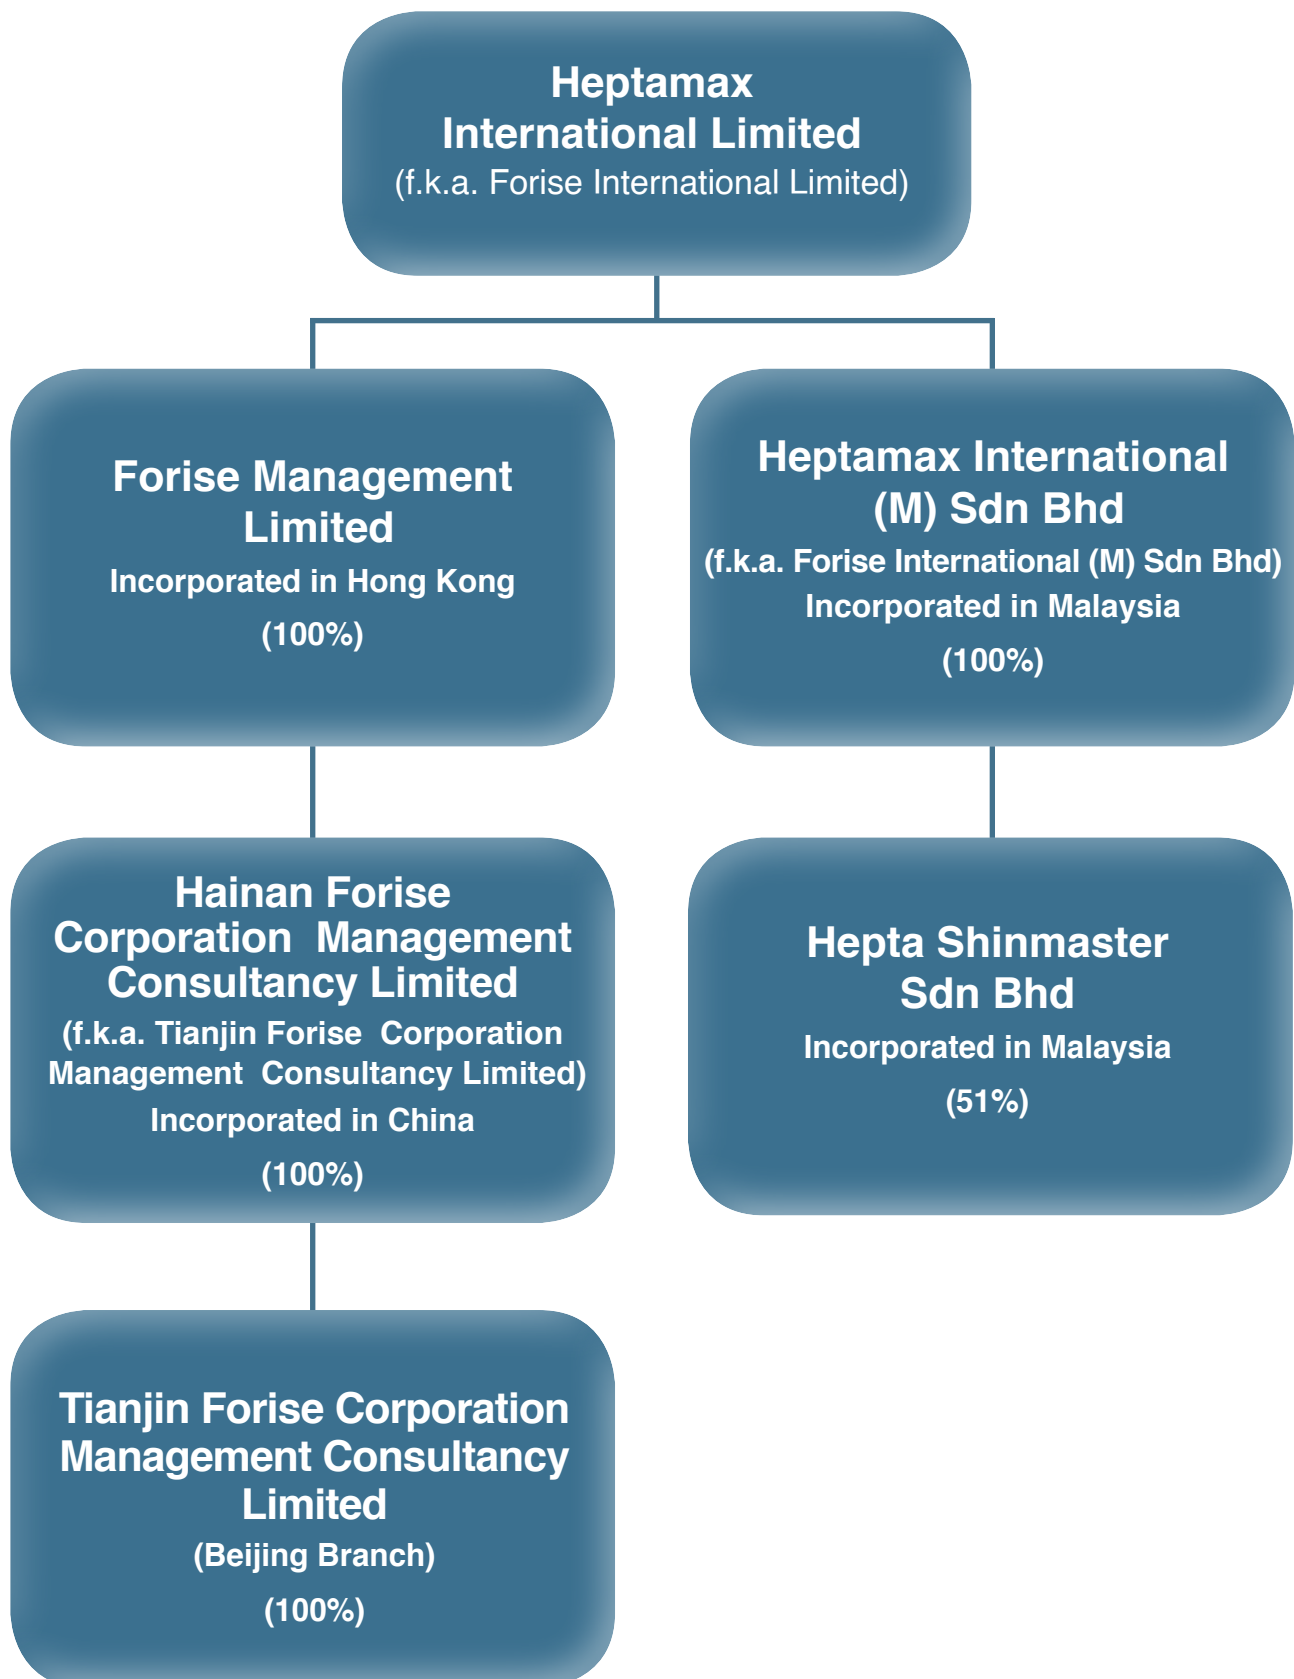 Heptamax
International Limited
(f.k.a. Forise International Limited)
Forise Management
Limited
Incorporated in Hong Kong
(100%)
Heptamax International
(M) Sdn Bhd
(f.k.a. Forise International (M) Sdn Bhd)
Incorporated in Malaysia
(100%)
Hainan Forise
Corporation Management
Consultancy Limited
(f.k.a. Tianjin Forise Corporation
Management Consultancy Limited)
Incorporated in China
(100%)
Hepta Shinmaster
Sdn Bhd
Incorporated in Malaysia
(51%)
Tianjin Forise Corporation
Management Consultancy
Limited
(Beijing Branch)
(100%)